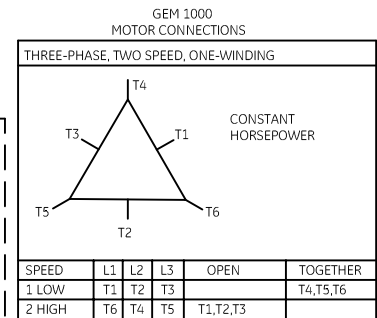 GEM 1000
MOTOR CONNECTIONS
THREE-PHASE, TWO SPEED, ONE-WINDING
T4
T3
T1
CONSTANT
HORSEPOWER
T5
T6
T2
SPEED L1 L2 L3 OPEN TOGETHER
1 LOW T1 T2 T3 T4,T5,T6
2 HIGH T6 T4 T5 T1,T2,T3